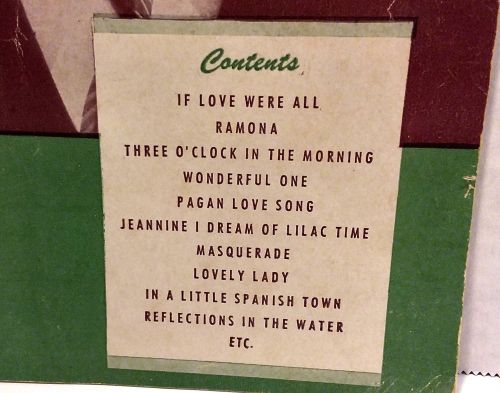 Contents
IF LOVE WERE ALL
RAMONA
THREE O'CLOCK IN THE MORNING
WONDERFUL ONE
PAGAN LOVE SONG
JEANNINE I DREAM OF LILAC TIME
MASQUERADE
LOVELY LADY
IN A LITTLE SPANISH TOWN
REFLECTIONS IN THE WATER
ETC.